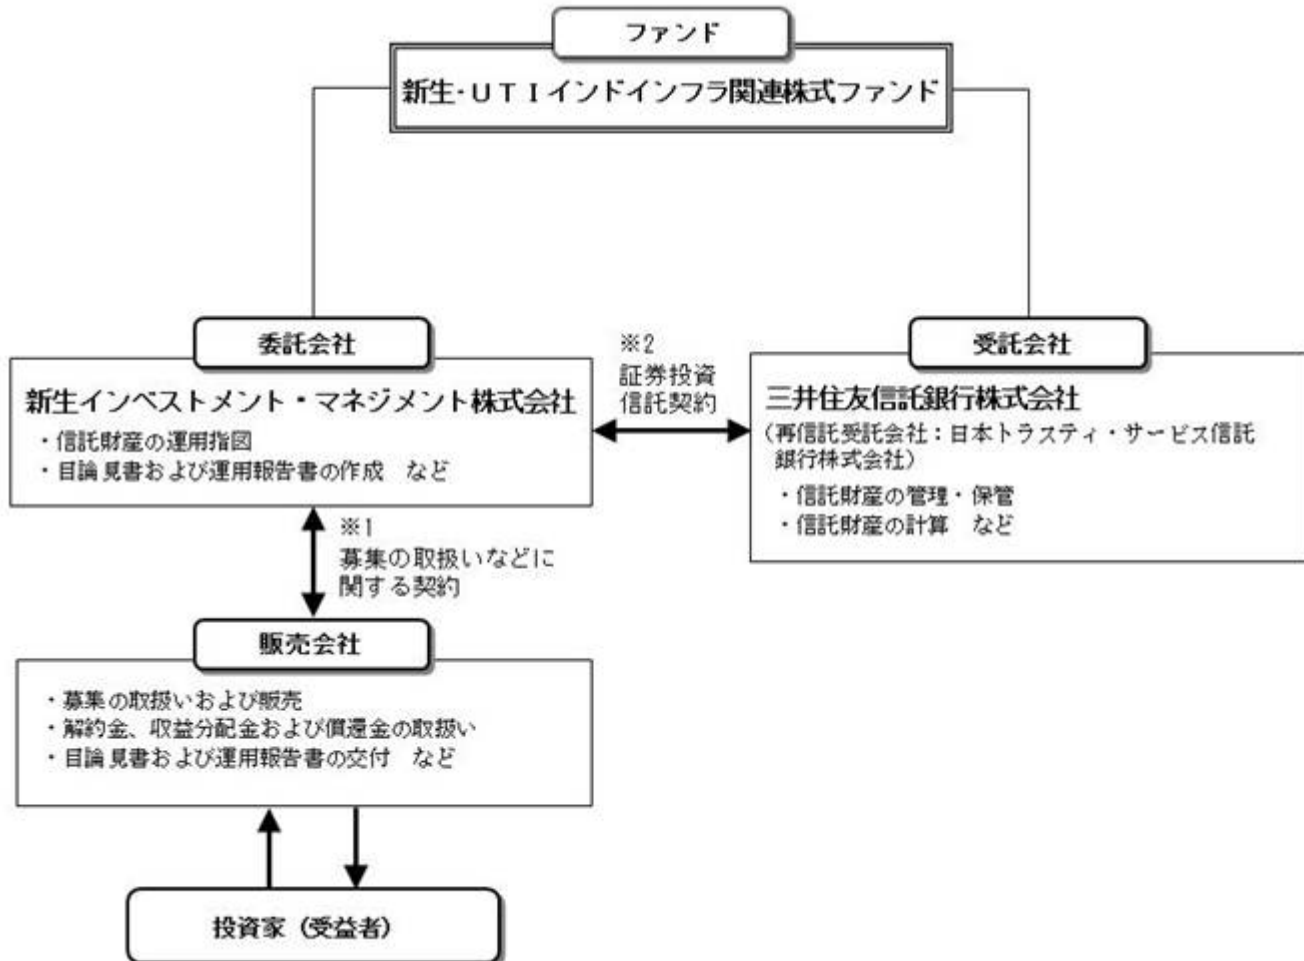 ファンド
新生・ＵＴＩインドインフラ関連株式ファンド
委託会社
新生インベストメント・マネジメント株式会社
・信託財産の運用指図
・目論見書および運用報告書の作成　など
※2
証券投資
信託契約
受託会社
三井住友信託銀行株式会社
（再信託受託会社：日本トラスティ・サービス信託
銀行株式会社）
・信託財産の管理・保管
・信託財産の計算　など
※1
募集の取扱いなどに
関する契約
販売会社
・募集の取扱いおよび販売
・解約金、収益分配金および償還金の取扱い
・目論見書および運用報告書の交付　など
投資家（受益者）